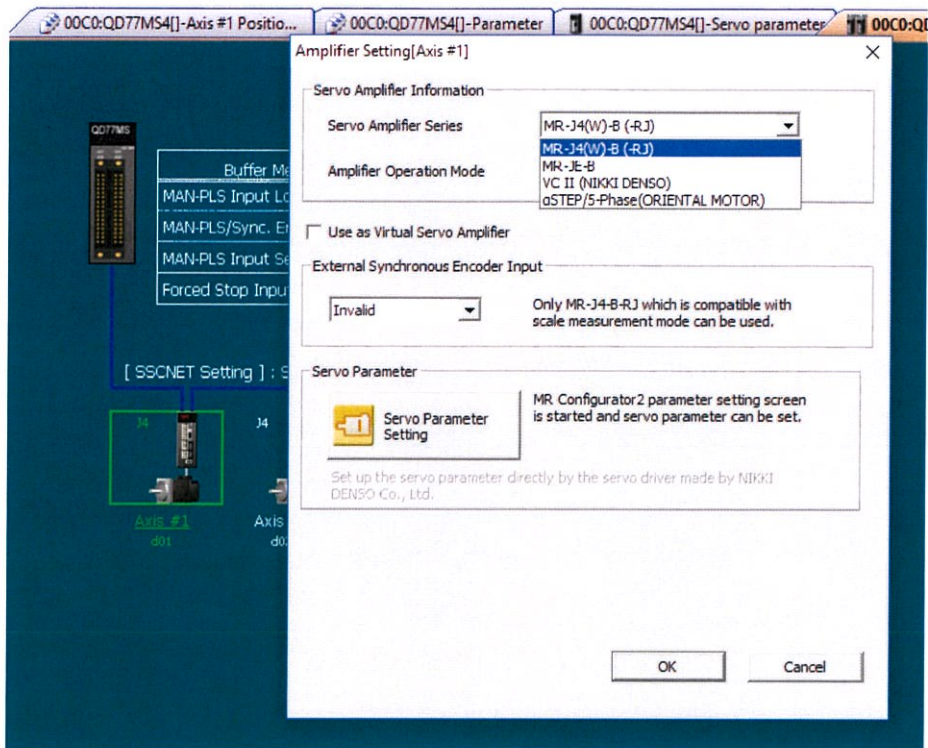 00C0:QD77MS4[]-Axis #1 Positio...
00C0:QD77MS4[]-Parameter
00C0:QD77MS4[]-Servo parameter
00C0:QD
Amplifier Setting[Axis #1]
Servo Amplifier Information
Servo Amplifier Series
MR-J4(W)-B (-RJ)
MR-J4(W)-B (-RJ)
MR-JE-B
VC II (NIKKI DENSO)
αSTEP/5-Phase(ORIENTAL MOTOR)
Amplifier Operation Mode
Use as Virtual Servo Amplifier
External Synchronous Encoder Input
Invalid
Only MR-J4-B-RJ which is compatible with
scale measurement mode can be used.
Servo Parameter
Servo Parameter
Setting
MR Configurator2 parameter setting screen
is started and servo parameter can be set.
Set up the servo parameter directly by the servo driver made by NIKKI
DENSO Co., Ltd.
OK
Cancel
QD77MS
Buffer Me
MAN-PLS Input Lo
MAN-PLS/Sync. En
MAN-PLS Input Se
Forced Stop Inpu
[ SSCNET Setting ] : S
J4
J4
Axis #1
Axis
d01
d0